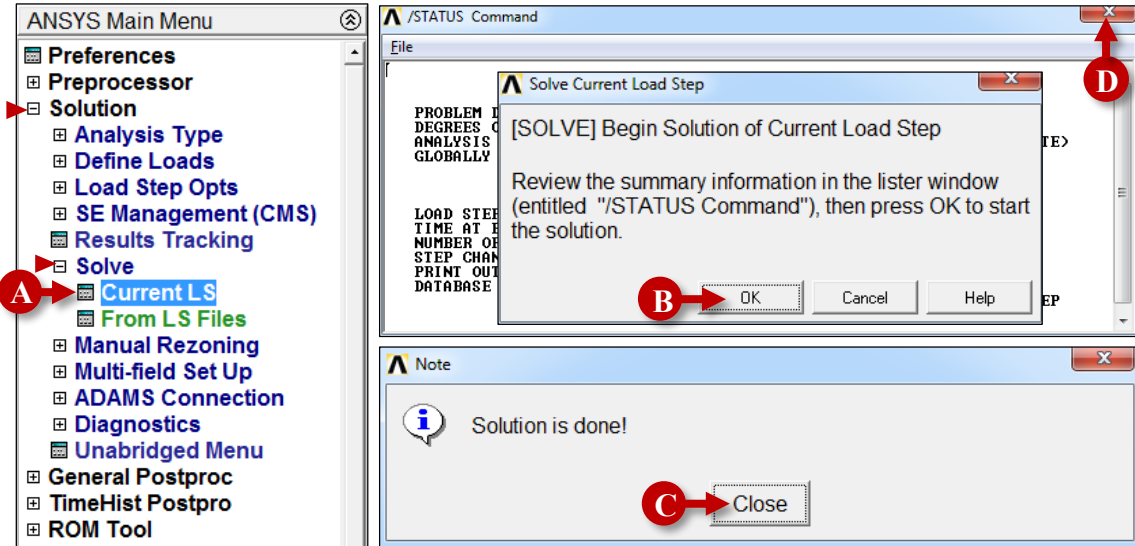 ANSYS Main Menu
Preferences
Preprocessor
Solution
Analysis Type
Define Loads
Load Step Opts
SE Management (CMS)
Results Tracking
Solve
A
Current LS
From LS Files
Manual Rezoning
Multi-field Set Up
ADAMS Connection
Diagnostics
Unabridged Menu
General Postproc
TimeHist Postpro
ROM Tool
/STATUS Command
File
D
PROBLEM D
DEGREES O
ANALYSIS
TE)
GLOBALLY
LOAD STEP
TIME AT E
NUMBER OF
STEP CHAN
PRINT OUT
DATABASE
EP
Solve Current Load Step
[SOLVE] Begin Solution of Current Load Step
Review the summary information in the lister window
(entitled "/STATUS Command"), then press OK to start
the solution.
B
OK Cancel Help
Note
Solution is done!
C
Close